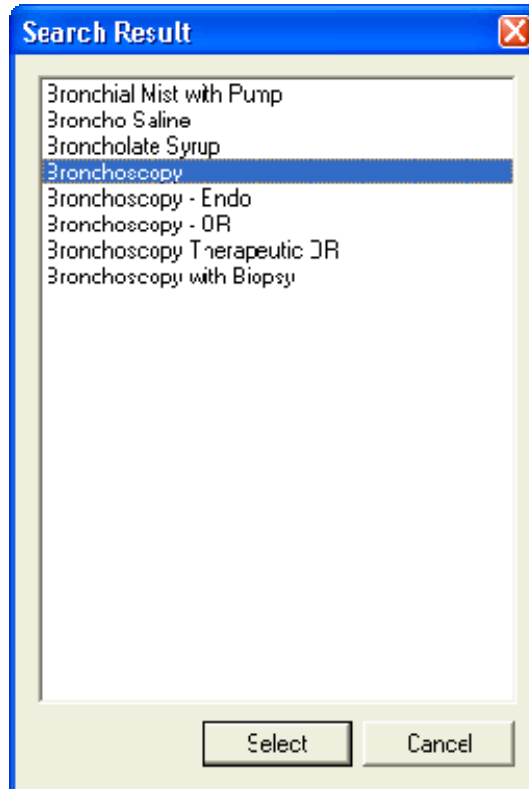 Search Result
Bronchial Mist with Pump
Broncho Saline
Broncholate Syrup
Bronchoscopy
Bronchoscopy - Endo
Bronchoscopy - OR
Bronchoscopy Therapeutic OR
Bronchoscopy with Biopsy
Select
Cancel